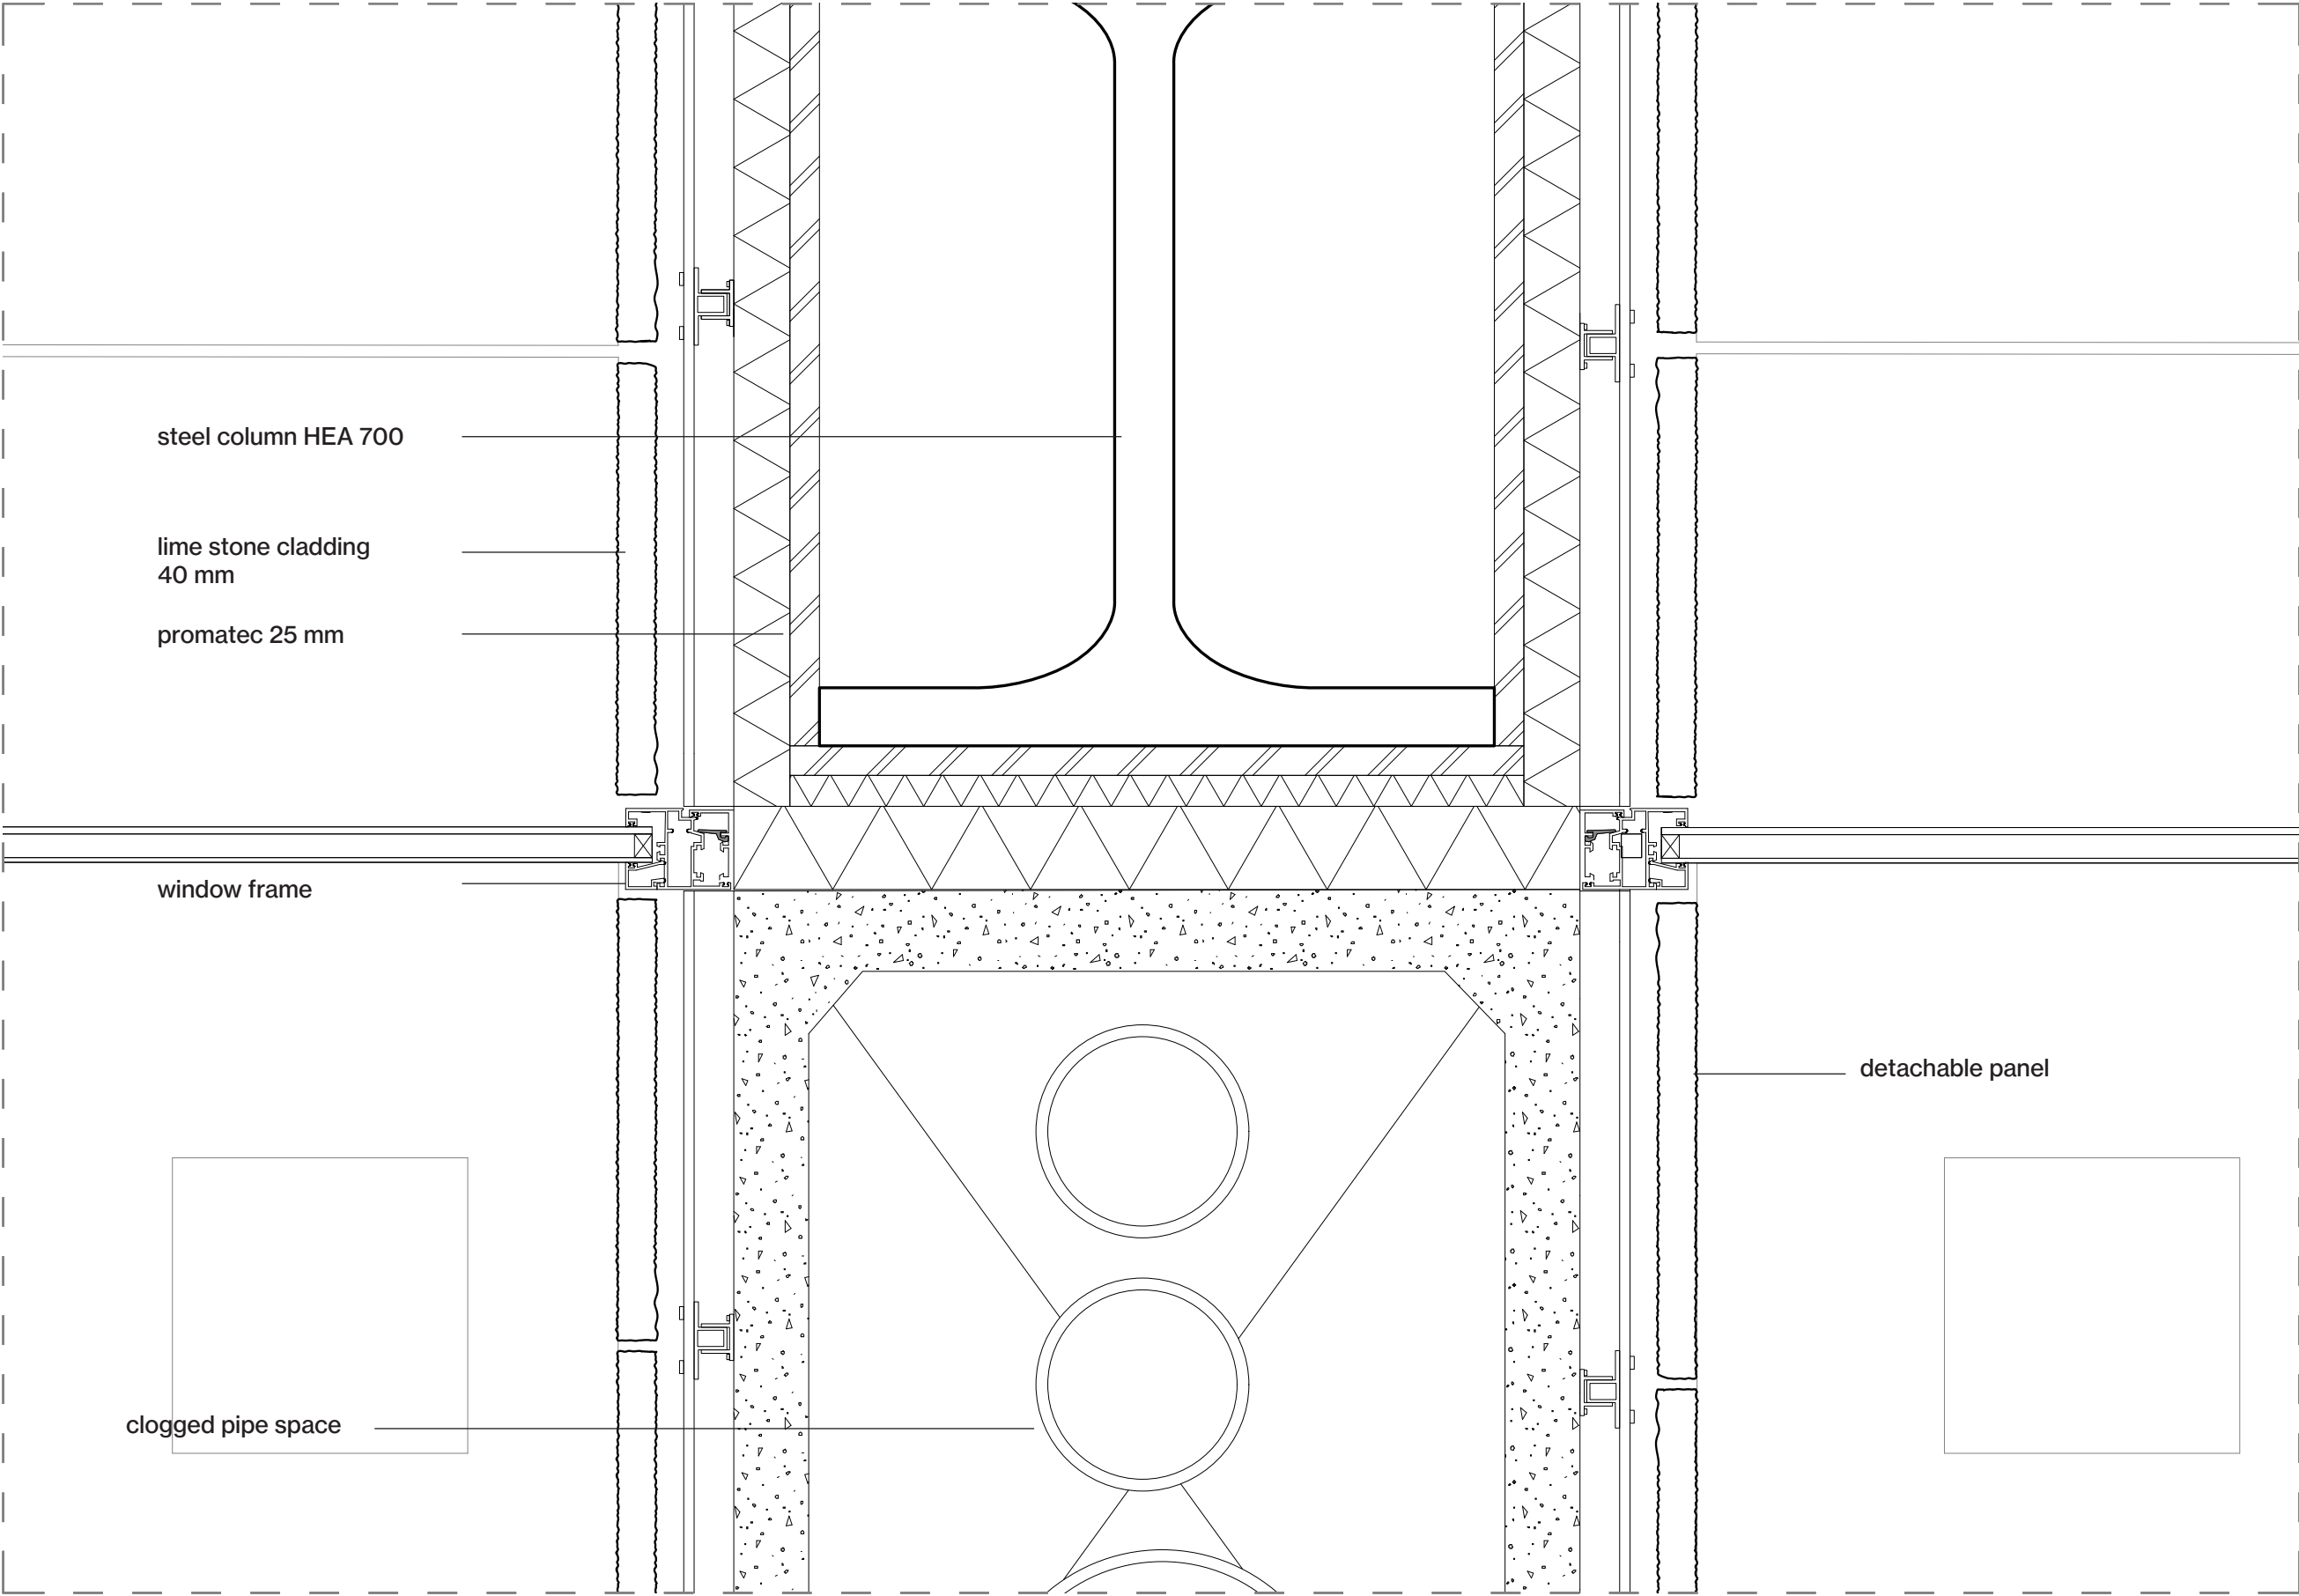 steel column HEA 700
lime stone cladding
40 mm
promatec 25 mm
window frame
detachable panel
clogged pipe space